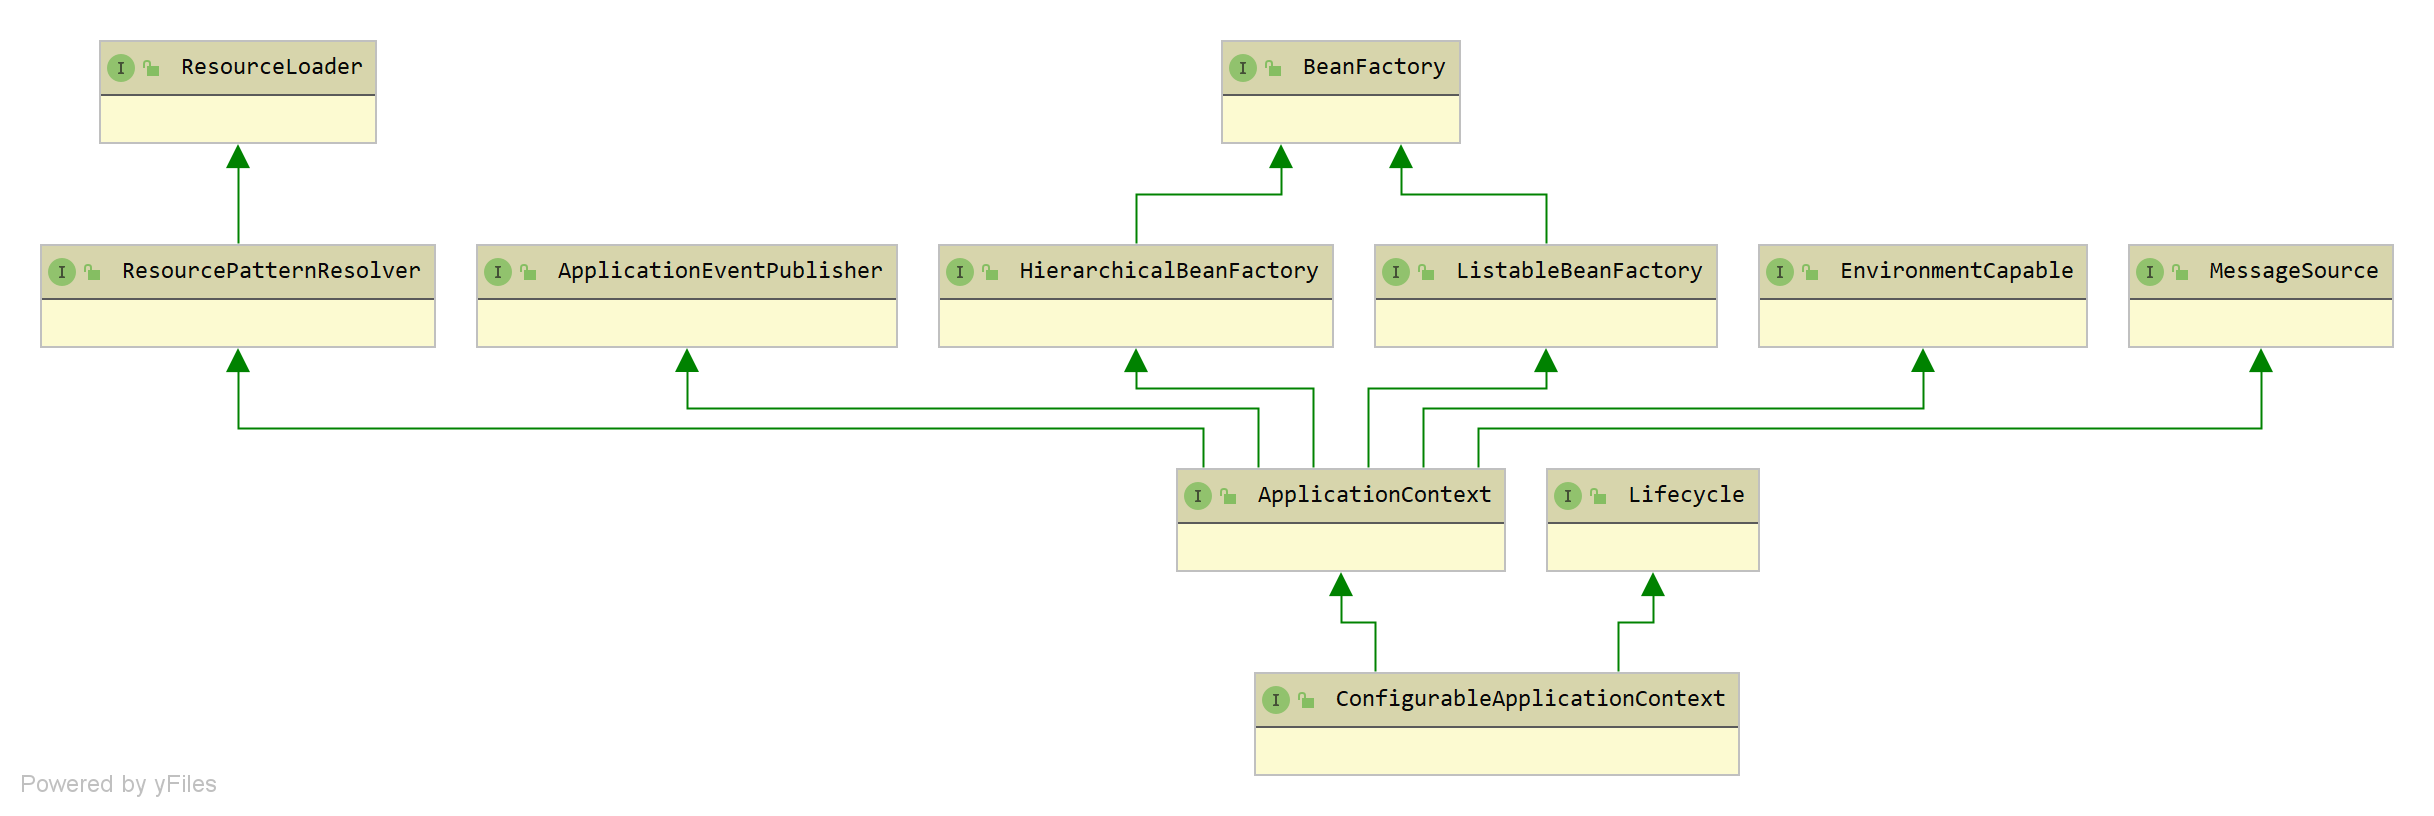 I ResourceLoader
I BeanFactory
I ResourcePatternResolver
I ApplicationEventPublisher
I HierarchicalBeanFactory
I ListableBeanFactory
I EnvironmentCapable
I MessageSource
I ApplicationContext
I Lifecycle
I ConfigurableApplicationContext
Powered by yFiles